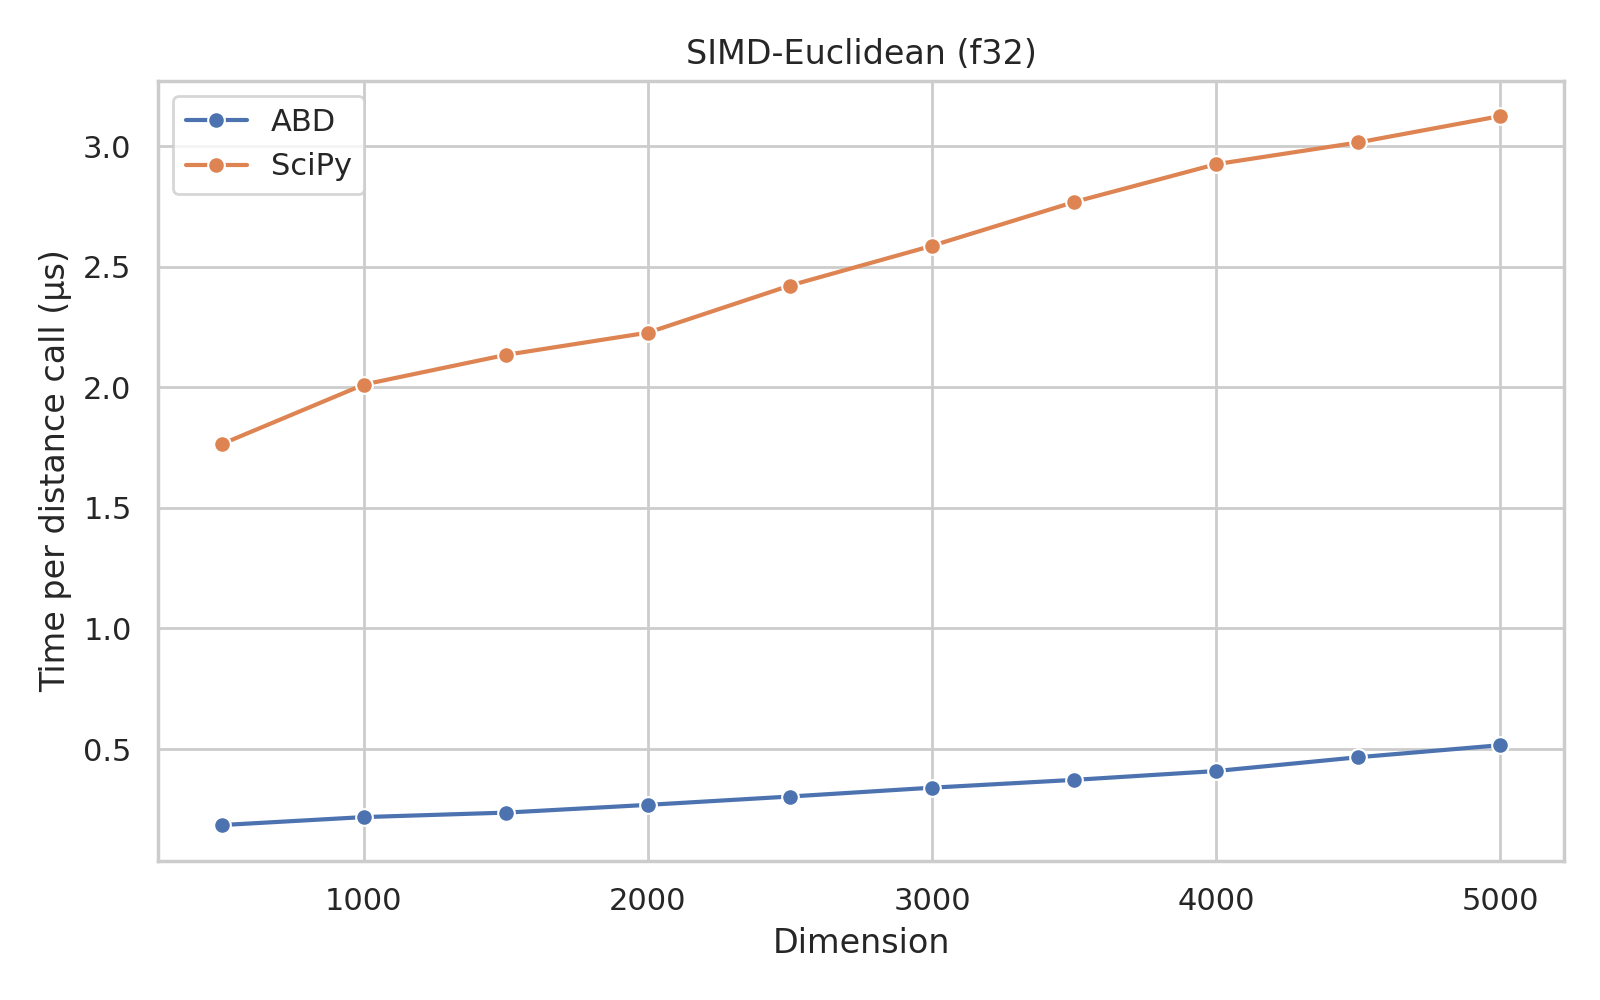 SIMD-Euclidean (f32)
ABD
SciPy
Time per distance call (µs)
3.0
2.5
2.0
1.5
1.0
0.5
1000 2000 3000 4000 5000
Dimension